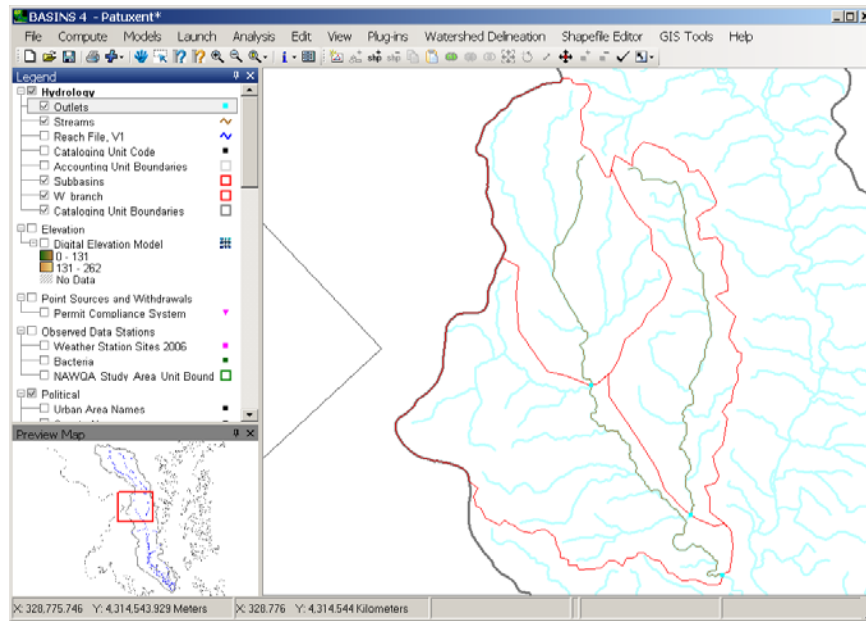 BASINS 4 - Patuxent*
File Compute Models Launch Analysis Edit View Plug-ins Watershed Delineation Shapefile Editor GIS Tools Help
shp shp
Legend
Hydrology
Outlets
Streams
Reach File, V1
Cataloging Unit Code
Accounting Unit Boundaries
Subbasins
W_branch
Cataloging Unit Boundaries
Elevation
Digital Elevation Model
0 - 131
131 - 262
No Data
Point Sources and Withdrawals
Permit Compliance System
Observed Data Stations
Weather Station Sites 2006
Bacteria
NAWQA Study Area Unit Bound
Political
Urban Area Names
Preview Map
X: 328,775.746 Y: 4,314,543.929 Meters X: 328.776 Y: 4,314.544 Kilometers